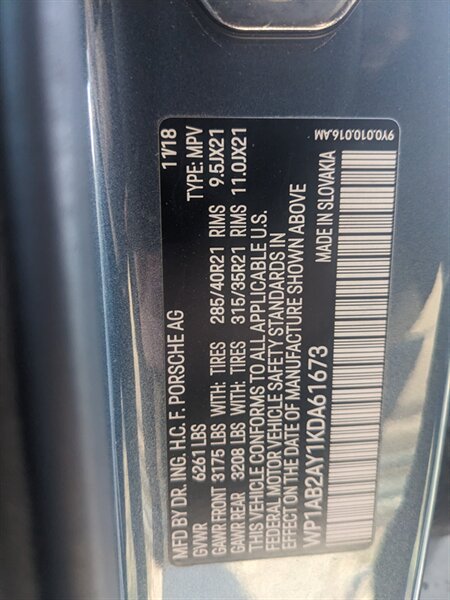 MFD BY DR. ING. H.C. F. PORSCHE AG 11/18
GVWR 6261 LBS TYPE: MPV
GAWR FRONT 3175 LBS WITH: TIRES 285/40R21 RIMS 9.5JX21
GAWR REAR 3208 LBS WITH: TIRES 315/35R21 RIMS 11.0JX21
THIS VEHICLE CONFORMS TO ALL APPLICABLE U.S.
FEDERAL MOTOR VEHICLE SAFETY STANDARDS IN
EFFECT ON THE DATE OF MANUFACTURE SHOWN ABOVE
WP1AB2AY1KDA61673 MADE IN SLOVAKIA
9Y0.010.016.AM